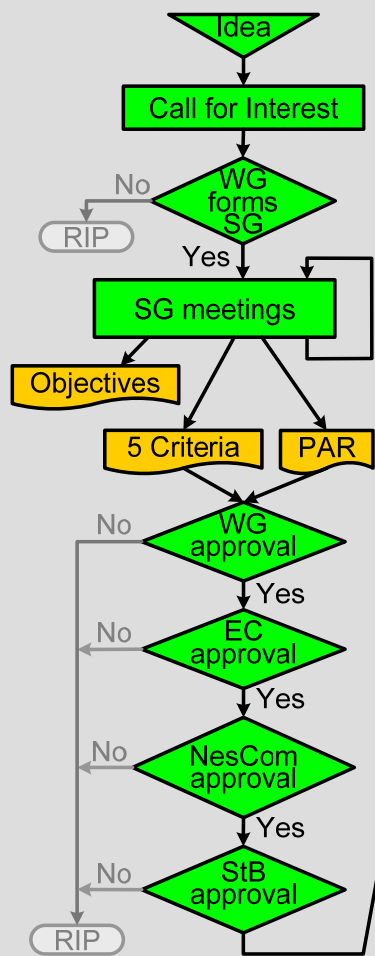 Idea
Call for Interest
No
WG
forms
SG
RIP
Yes
SG meetings
Objectives
5 Criteria
PAR
No
WG
approval
Yes
No
EC
approval
Yes
No
NesCom
approval
Yes
No
StB
approval
RIP